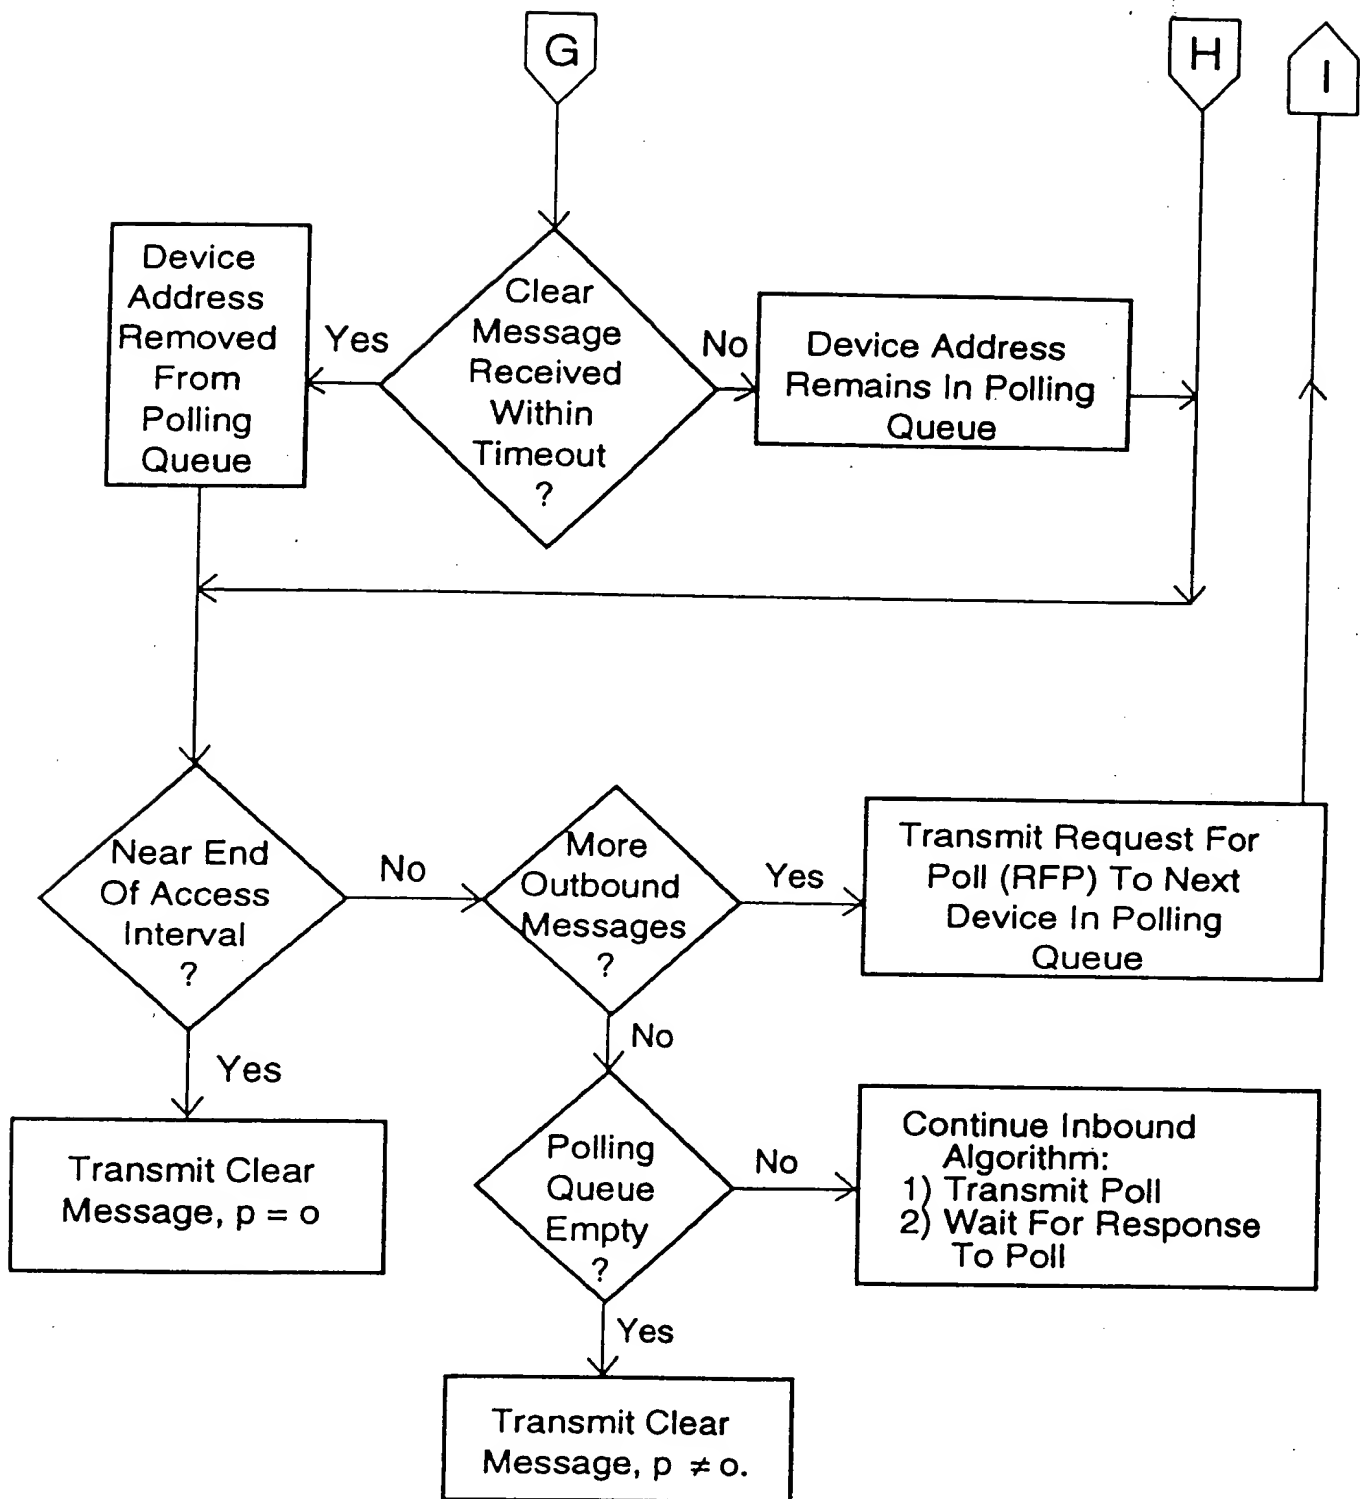 G
H
I
Device
Address
Removed
From
Polling
Queue
Yes
Clear
Message
Received
Within
Timeout
?
No
Device Address
Remains In Polling
Queue
Near End
Of Access
Interval
?
No
More
Outbound
Messages
?
Yes
Transmit Request For
Poll (RFP) To Next
Device In Polling
Queue
Yes
No
Transmit Clear
Message, p = o
Polling
Queue
Empty
?
No
Continue Inbound
Algorithm:
1) Transmit Poll
2) Wait For Response
To Poll
Yes
Transmit Clear
Message, p ≠ o.